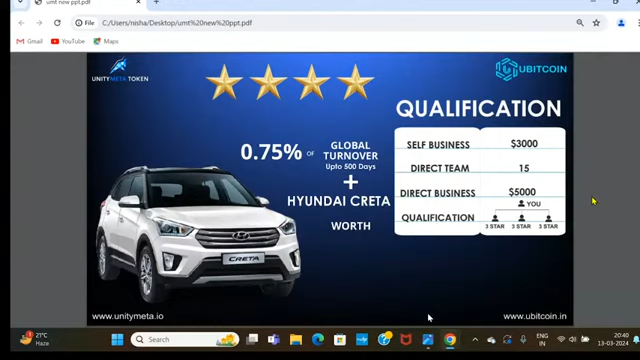 umt new ppt.pdf
File
C:/Users/nisha/Desktop/umt%20new%20ppt.pdf
Gmail
YouTube
Maps
UNITYMETA TOKEN
UBITCOIN
QUALIFICATION
0.75% OF GLOBAL
TURNOVER
Upto 500 Days
+
HYUNDAI CRETA
WORTH
SELF BUSINESS $3000
DIRECT TEAM 15
DIRECT BUSINESS $5000
QUALIFICATION
YOU
3 STAR 3 STAR 3 STAR
CRETA
www.unitymeta.io
www.ubitcoin.in
21°C
Haze
Search
ENG
IN
20:40
13-03-2024